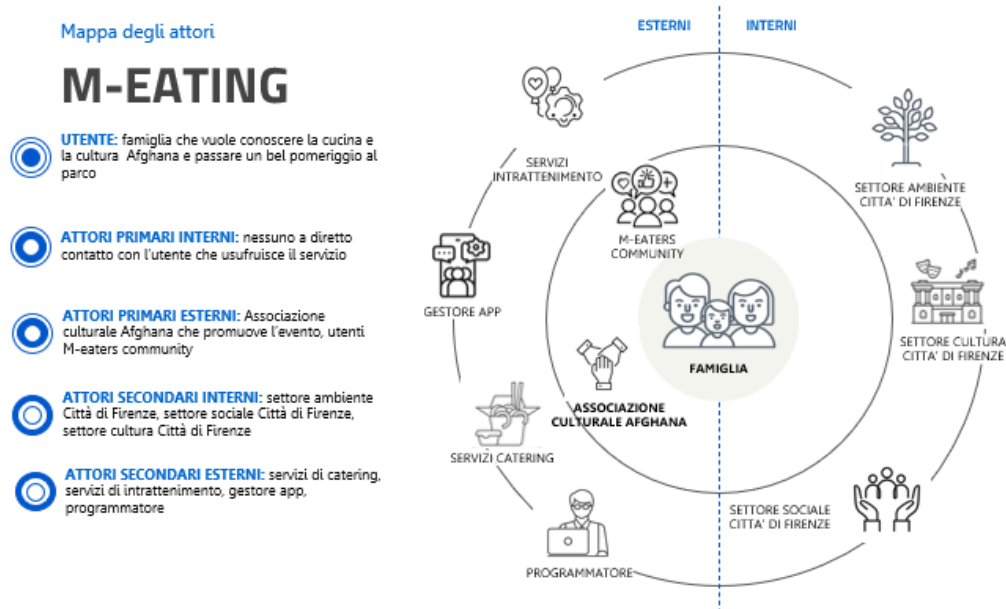 Mappa degli attori
M-EATING
UTENTE: famiglia che vuole conoscere la cucina e
la cultura Afghana e passare un bel pomeriggio al
parco
ATTORI PRIMARI INTERNI: nessuno a diretto
contatto con l'utente che usufruisce il servizio
ATTORI PRIMARI ESTERNI: Associazione
culturale Afghana che promuove l'evento, utenti
M-eaters community
ATTORI SECONDARI INTERNI: settore ambiente
Città di Firenze, settore sociale Città di Firenze,
settore cultura Città di Firenze
ATTORI SECONDARI ESTERNI: servizi di catering,
servizi di intrattenimento, gestore app,
programmatore
ESTERNI
INTERNI
SERVIZI
INTRATTENIMENTO
SETTORE AMBIENTE
CITTA' DI FIRENZE
M-EATERS
COMMUNITY
GESTORE APP
SETTORE CULTURA
CITTA' DI FIRENZE
FAMIGLIA
ASSOCIAZIONE
CULTURALE AFGHANA
SERVIZI CATERING
SETTORE SOCIALE
CITTA' DI FIRENZE
PROGRAMMATORE